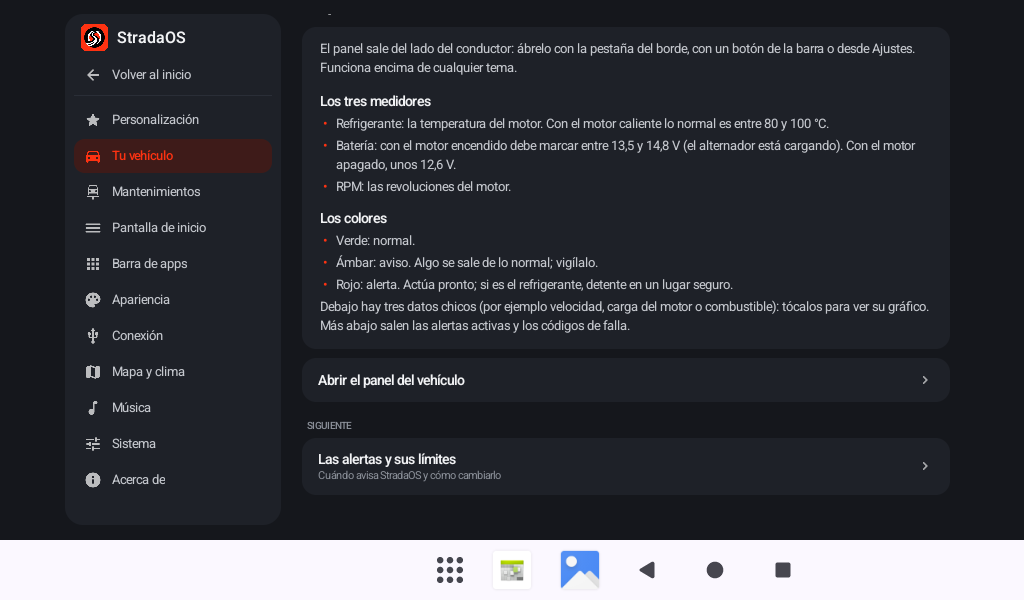 StradaOS
Volver al inicio
Personalización
Tu vehículo
Mantenimientos
Pantalla de inicio
Barra de apps
Apariencia
Conexión
Mapa y clima
Música
Sistema
Acerca de
El panel sale del lado del conductor: ábrelo con la pestaña del borde, con un botón de la barra o desde Ajustes.
Funciona encima de cualquier tema.
Los tres medidores
• Refrigerante: la temperatura del motor. Con el motor caliente lo normal es entre 80 y 100 °C.
• Batería: con el motor encendido debe marcar entre 13,5 y 14,8 V (el alternador está cargando). Con el motor
apagado, unos 12,6 V.
• RPM: las revoluciones del motor.
Los colores
• Verde: normal.
• Ámbar: aviso. Algo se sale de lo normal; vigílalo.
• Rojo: alerta. Actúa pronto; si es el refrigerante, detente en un lugar seguro.
Debajo hay tres datos chicos (por ejemplo velocidad, carga del motor o combustible): tócalos para ver su gráfico.
Más abajo salen las alertas activas y los códigos de falla.
Abrir el panel del vehículo
SIGUIENTE
Las alertas y sus límites
Cuándo avisa StradaOS y cómo cambiarlo